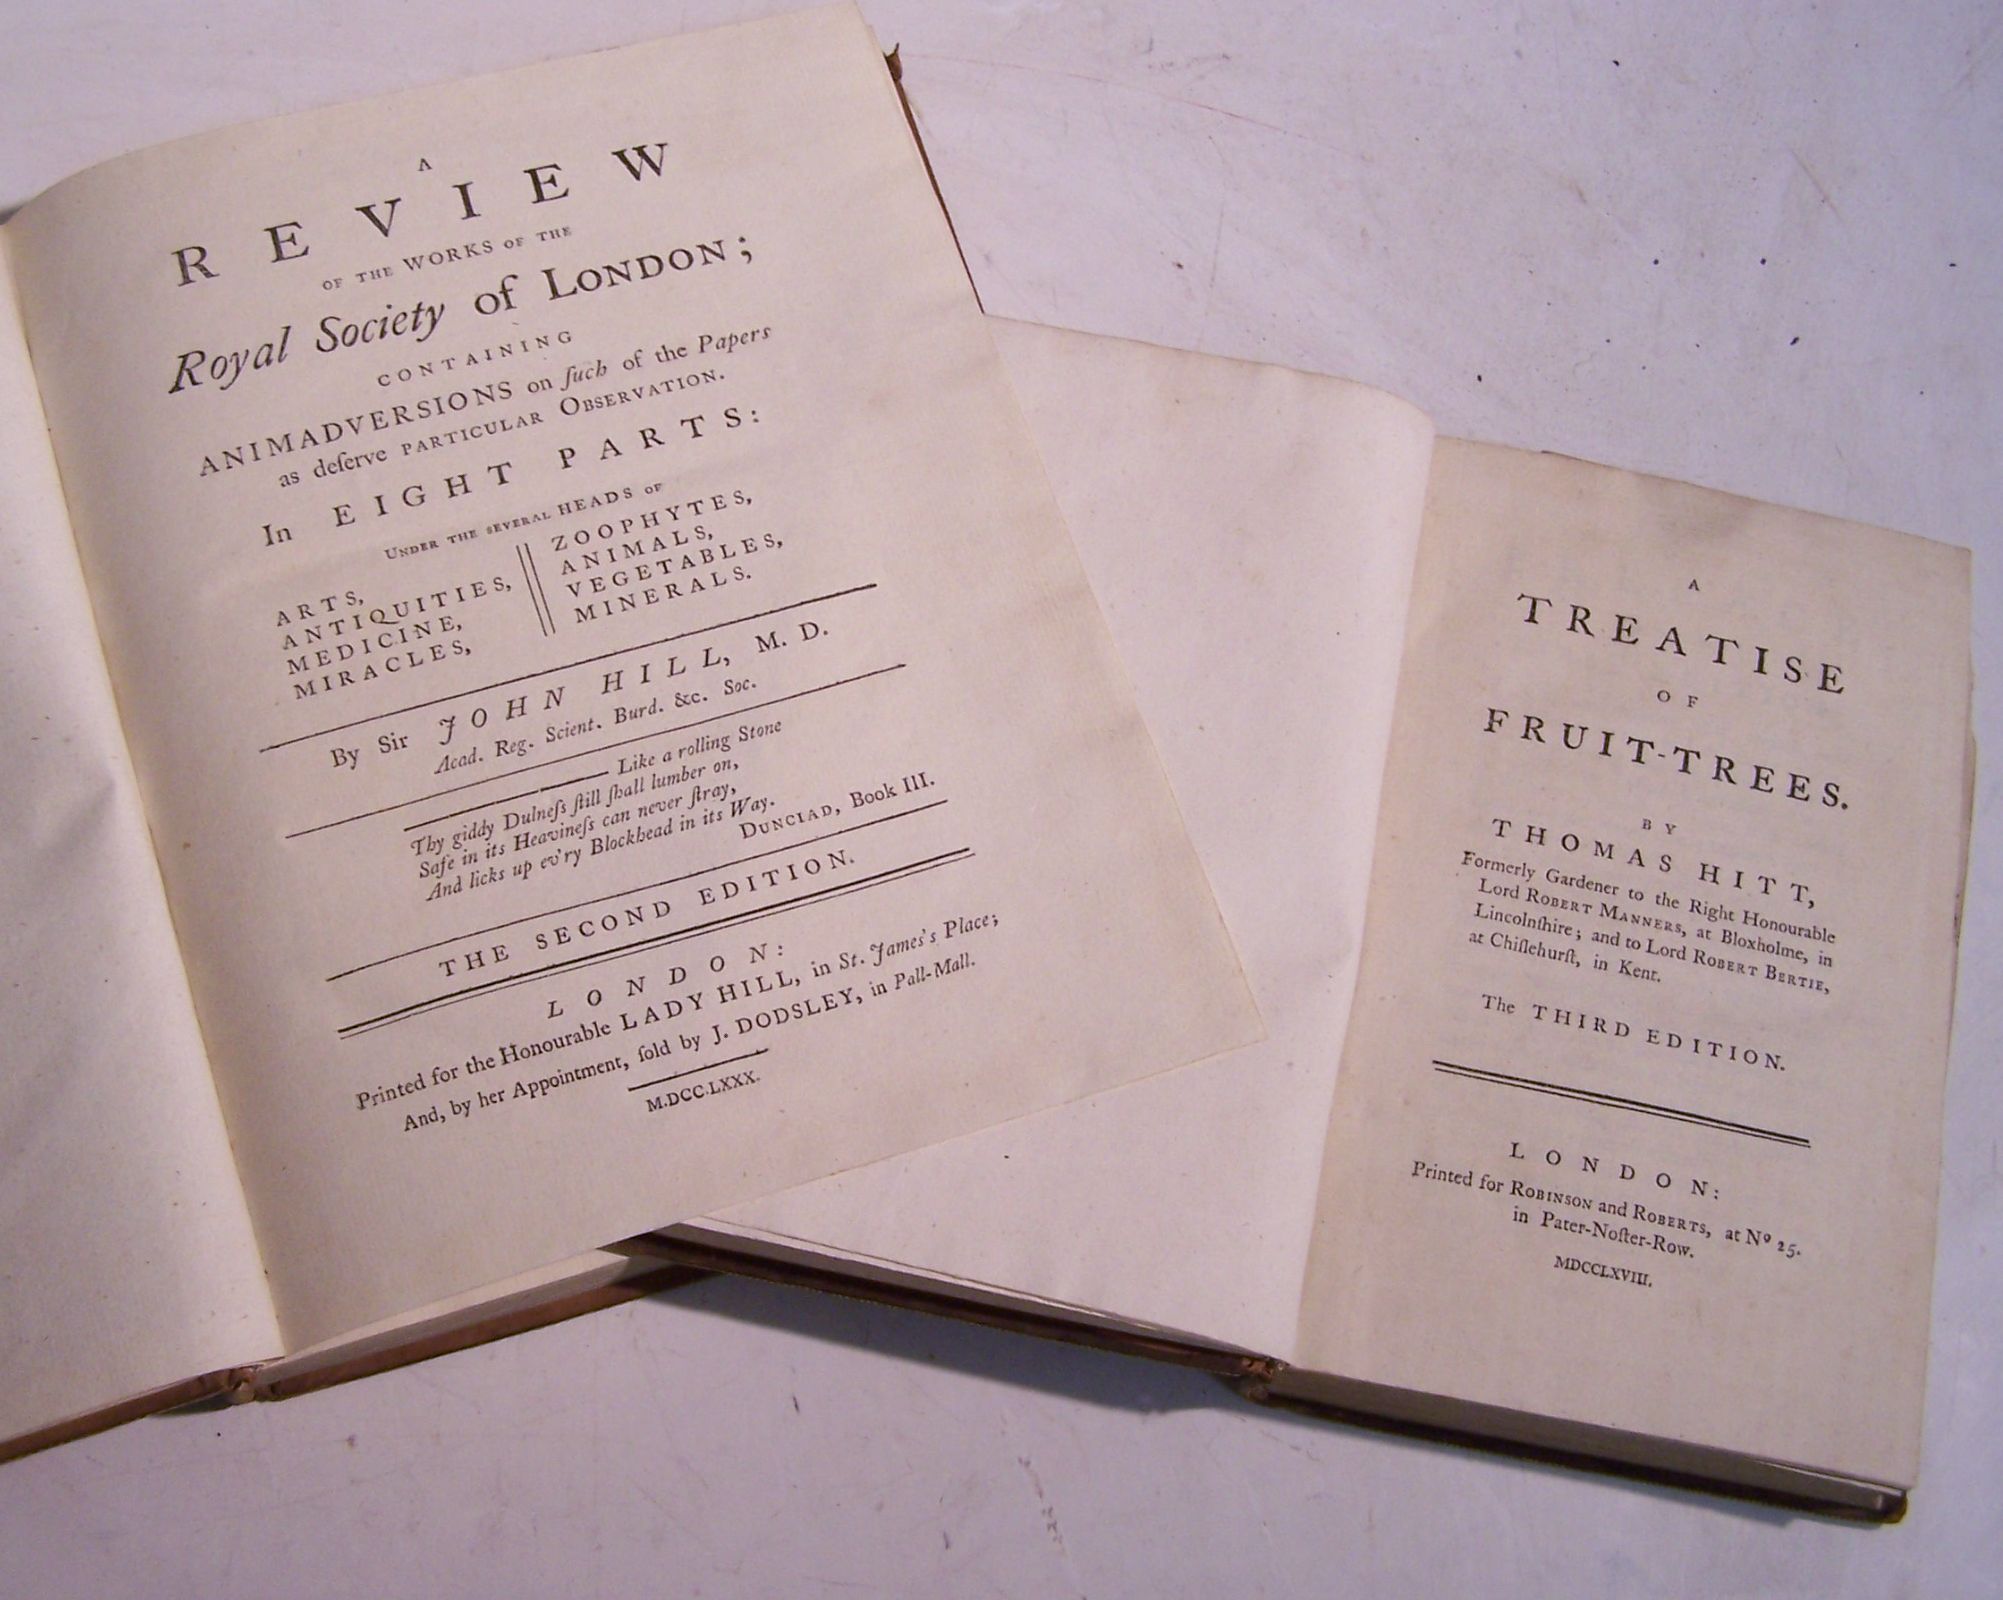 A
REVIEW
OF THE WORKS OF THE
Royal Society of LONDON;
CONTAINING
ANIMADVERSIONS on ſuch of the Papers
as deſerve PARTICULAR OBSERVATION.
In EIGHT PARTS:
UNDER THE SEVERAL HEADS OF
ARTS,
ANTIQUITIES,
MEDICINE,
MIRACLES,
ZOOPHYTES,
ANIMALS,
VEGETABLES,
MINERALS.
By Sir JOHN HILL, M. D.
Acad. Reg. Scient. Burd. &c. Soc.
Like a rolling Stone
Thy giddy Dulneſs ſtill ſhall lumber on,
Safe in its Heavineſs can never ſtray,
And licks up ev'ry Blockhead in its Way.
DUNCIAD, Book III.
THE SECOND EDITION.
LONDON:
Printed for the Honourable LADY HILL, in St. James's Place;
And, by her Appointment, ſold by J. DODSLEY, in Pall-Mall.
M.DCC.LXXX.
A
TREATISE
OF
FRUIT-TREES.
BY
THOMAS HITT,
Formerly Gardener to the Right Honourable
Lord ROBERT MANNERS, at Bloxholme, in
Lincolnſhire; and to Lord ROBERT BERTIE,
at Chiſlehurſt, in Kent.
The THIRD EDITION.
LONDON:
Printed for ROBINSON and ROBERTS, at Nº 25.
in Pater-Noſter-Row.
MDCCLXVIII.